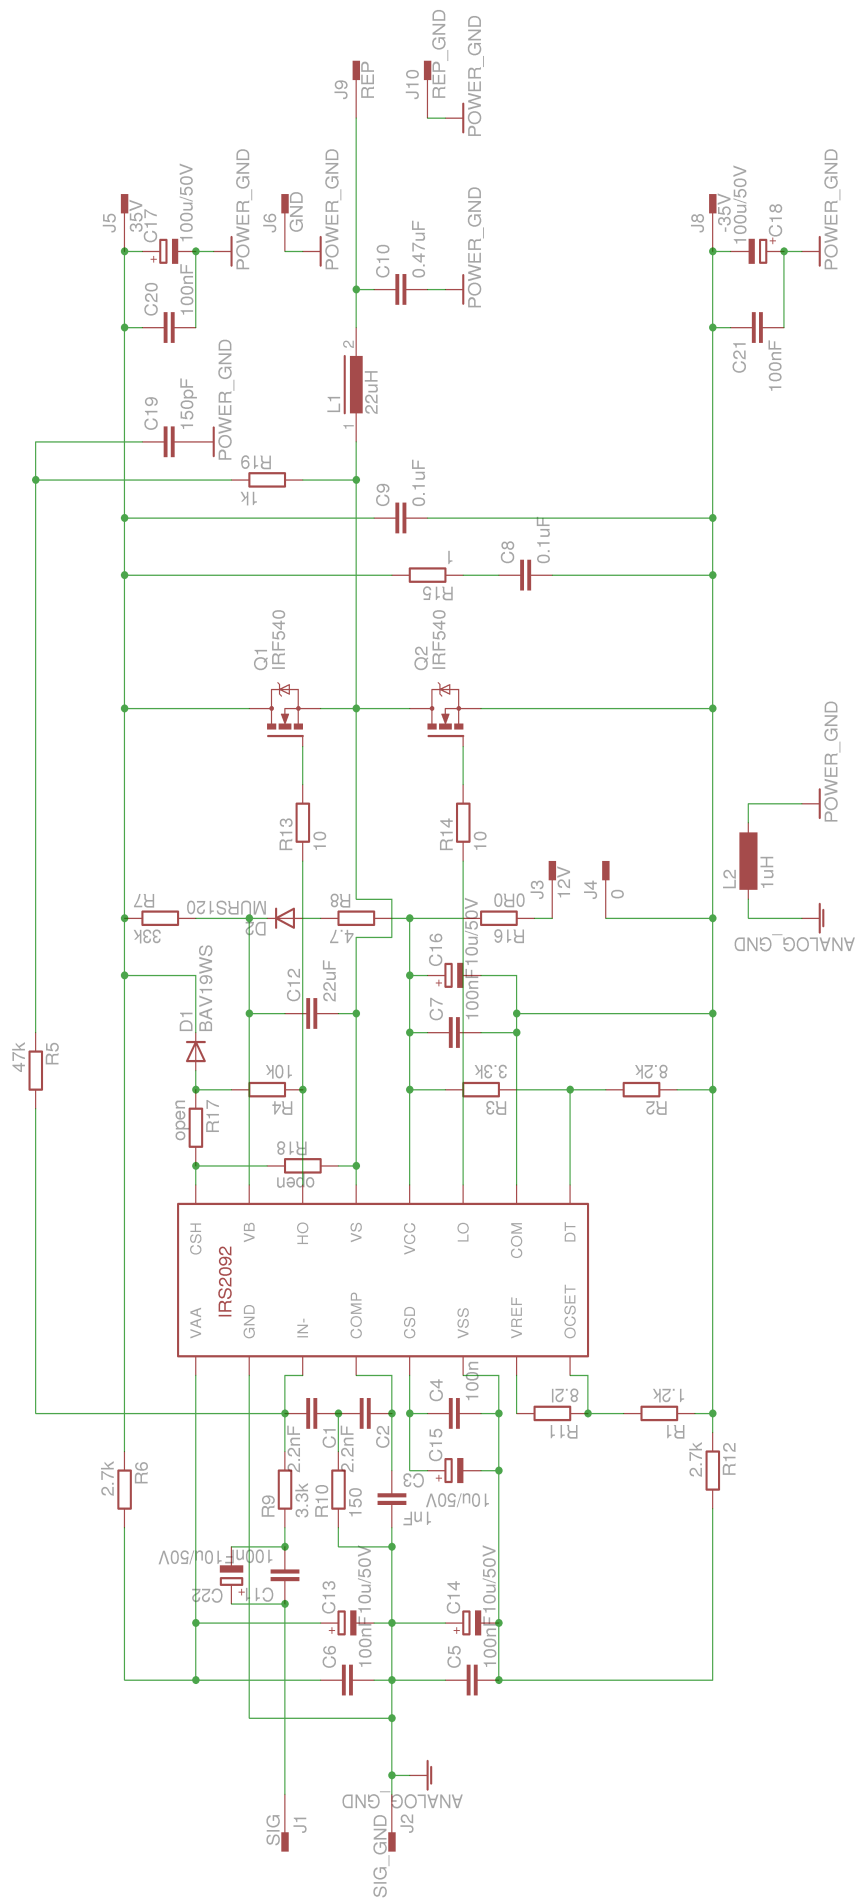 J9
REP
J10
REP_GND
POWER_GND
J5
35V
C17
100u/50V
POWER_GND
J6
GND
POWER_GND
C10
0.47uF
POWER_GND
J8
-35V
100u/50V
C18
POWER_GND
C20
100nF
C21
100nF
L1
1
2
22uH
C19
150pF
POWER_GND
R19
1k
C9
0.1uF
R15
1
C8
0.1uF
Q1
IRF540
Q2
IRF540
R13
10
R14
10
L2
1uH
POWER_GND
ANALOG_GND
R7
33k
MURS120
D2
R8
4.7
0R0
R16
J3
12V
J4
0
D1
BAV19WS
C12
22uF
C16
10u/50V
C7
100nF
47k
R5
open
R17
10k
R4
3.3k
R3
8.2k
R2
R18
open
IRS2092
CSH
VB
HO
VS
VCC
LO
COM
DT
VAA
GND
IN-
COMP
CSD
VSS
VREF
OCSET
C4
100n
C15
10u/50V
R11
1.2k
R1
2.7k
R6
2.7k
R12
2.2nF
C1
2.2nF
C2
R9
3.3k
R10
150
C3
1nF
10u/50V
C22
100nF
C11
C13
10u/50V
C6
100nF
C14
10u/50V
C5
100nF
SIG
J1
ANALOG_GND
SIG_GND
J2